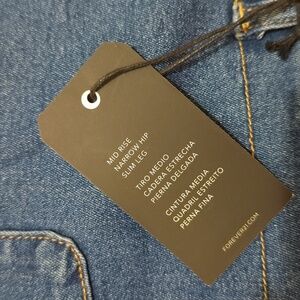 MID RISE
NARROW HIP
SLIM LEG
TIRO MEDIO
CADERA ESTRECHA
PIERNA DELGADA
CINTURA MEDIA
QUADRIL ESTREITO
PERNA FINA
FOREVER21.COM